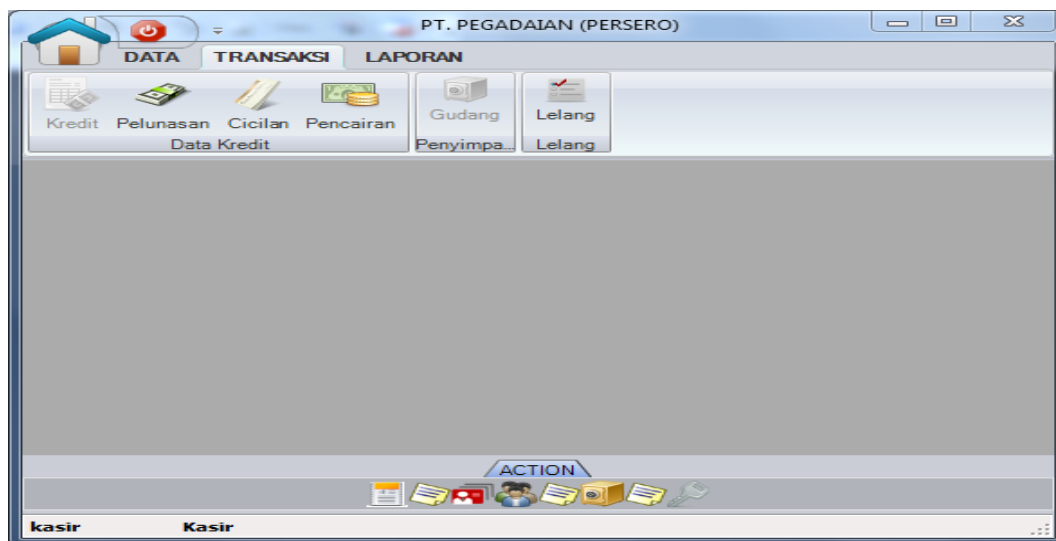 PT. PEGADAIAN (PERSERO)
DATA TRANSAKSI LAPORAN
Kredit Pelunasan Cicilan Pencairan Gudang Lelang
Data Kredit Penyimpa... Lelang
ACTION
kasir Kasir